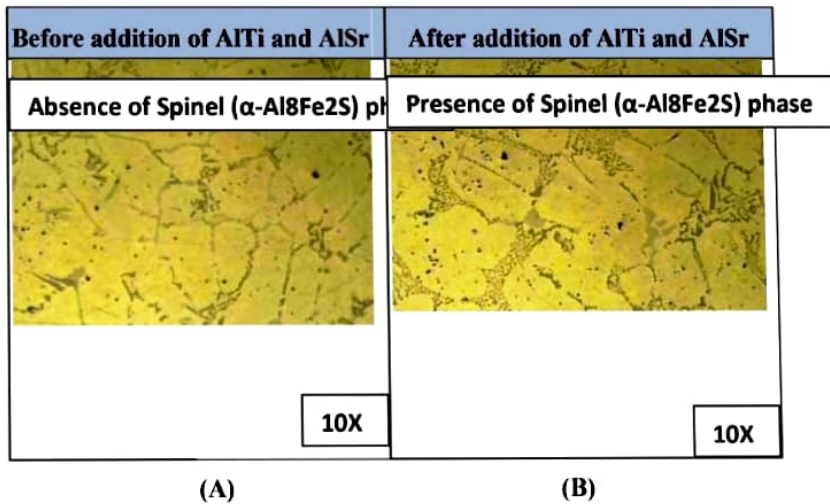 Before addition of AlTi and AlSr
After addition of AlTi and AlSr
Absence of Spinel (α-Al8Fe2S)
Presence of Spinel (α-Al8Fe2S) phase
10X
10X
(A)
(B)